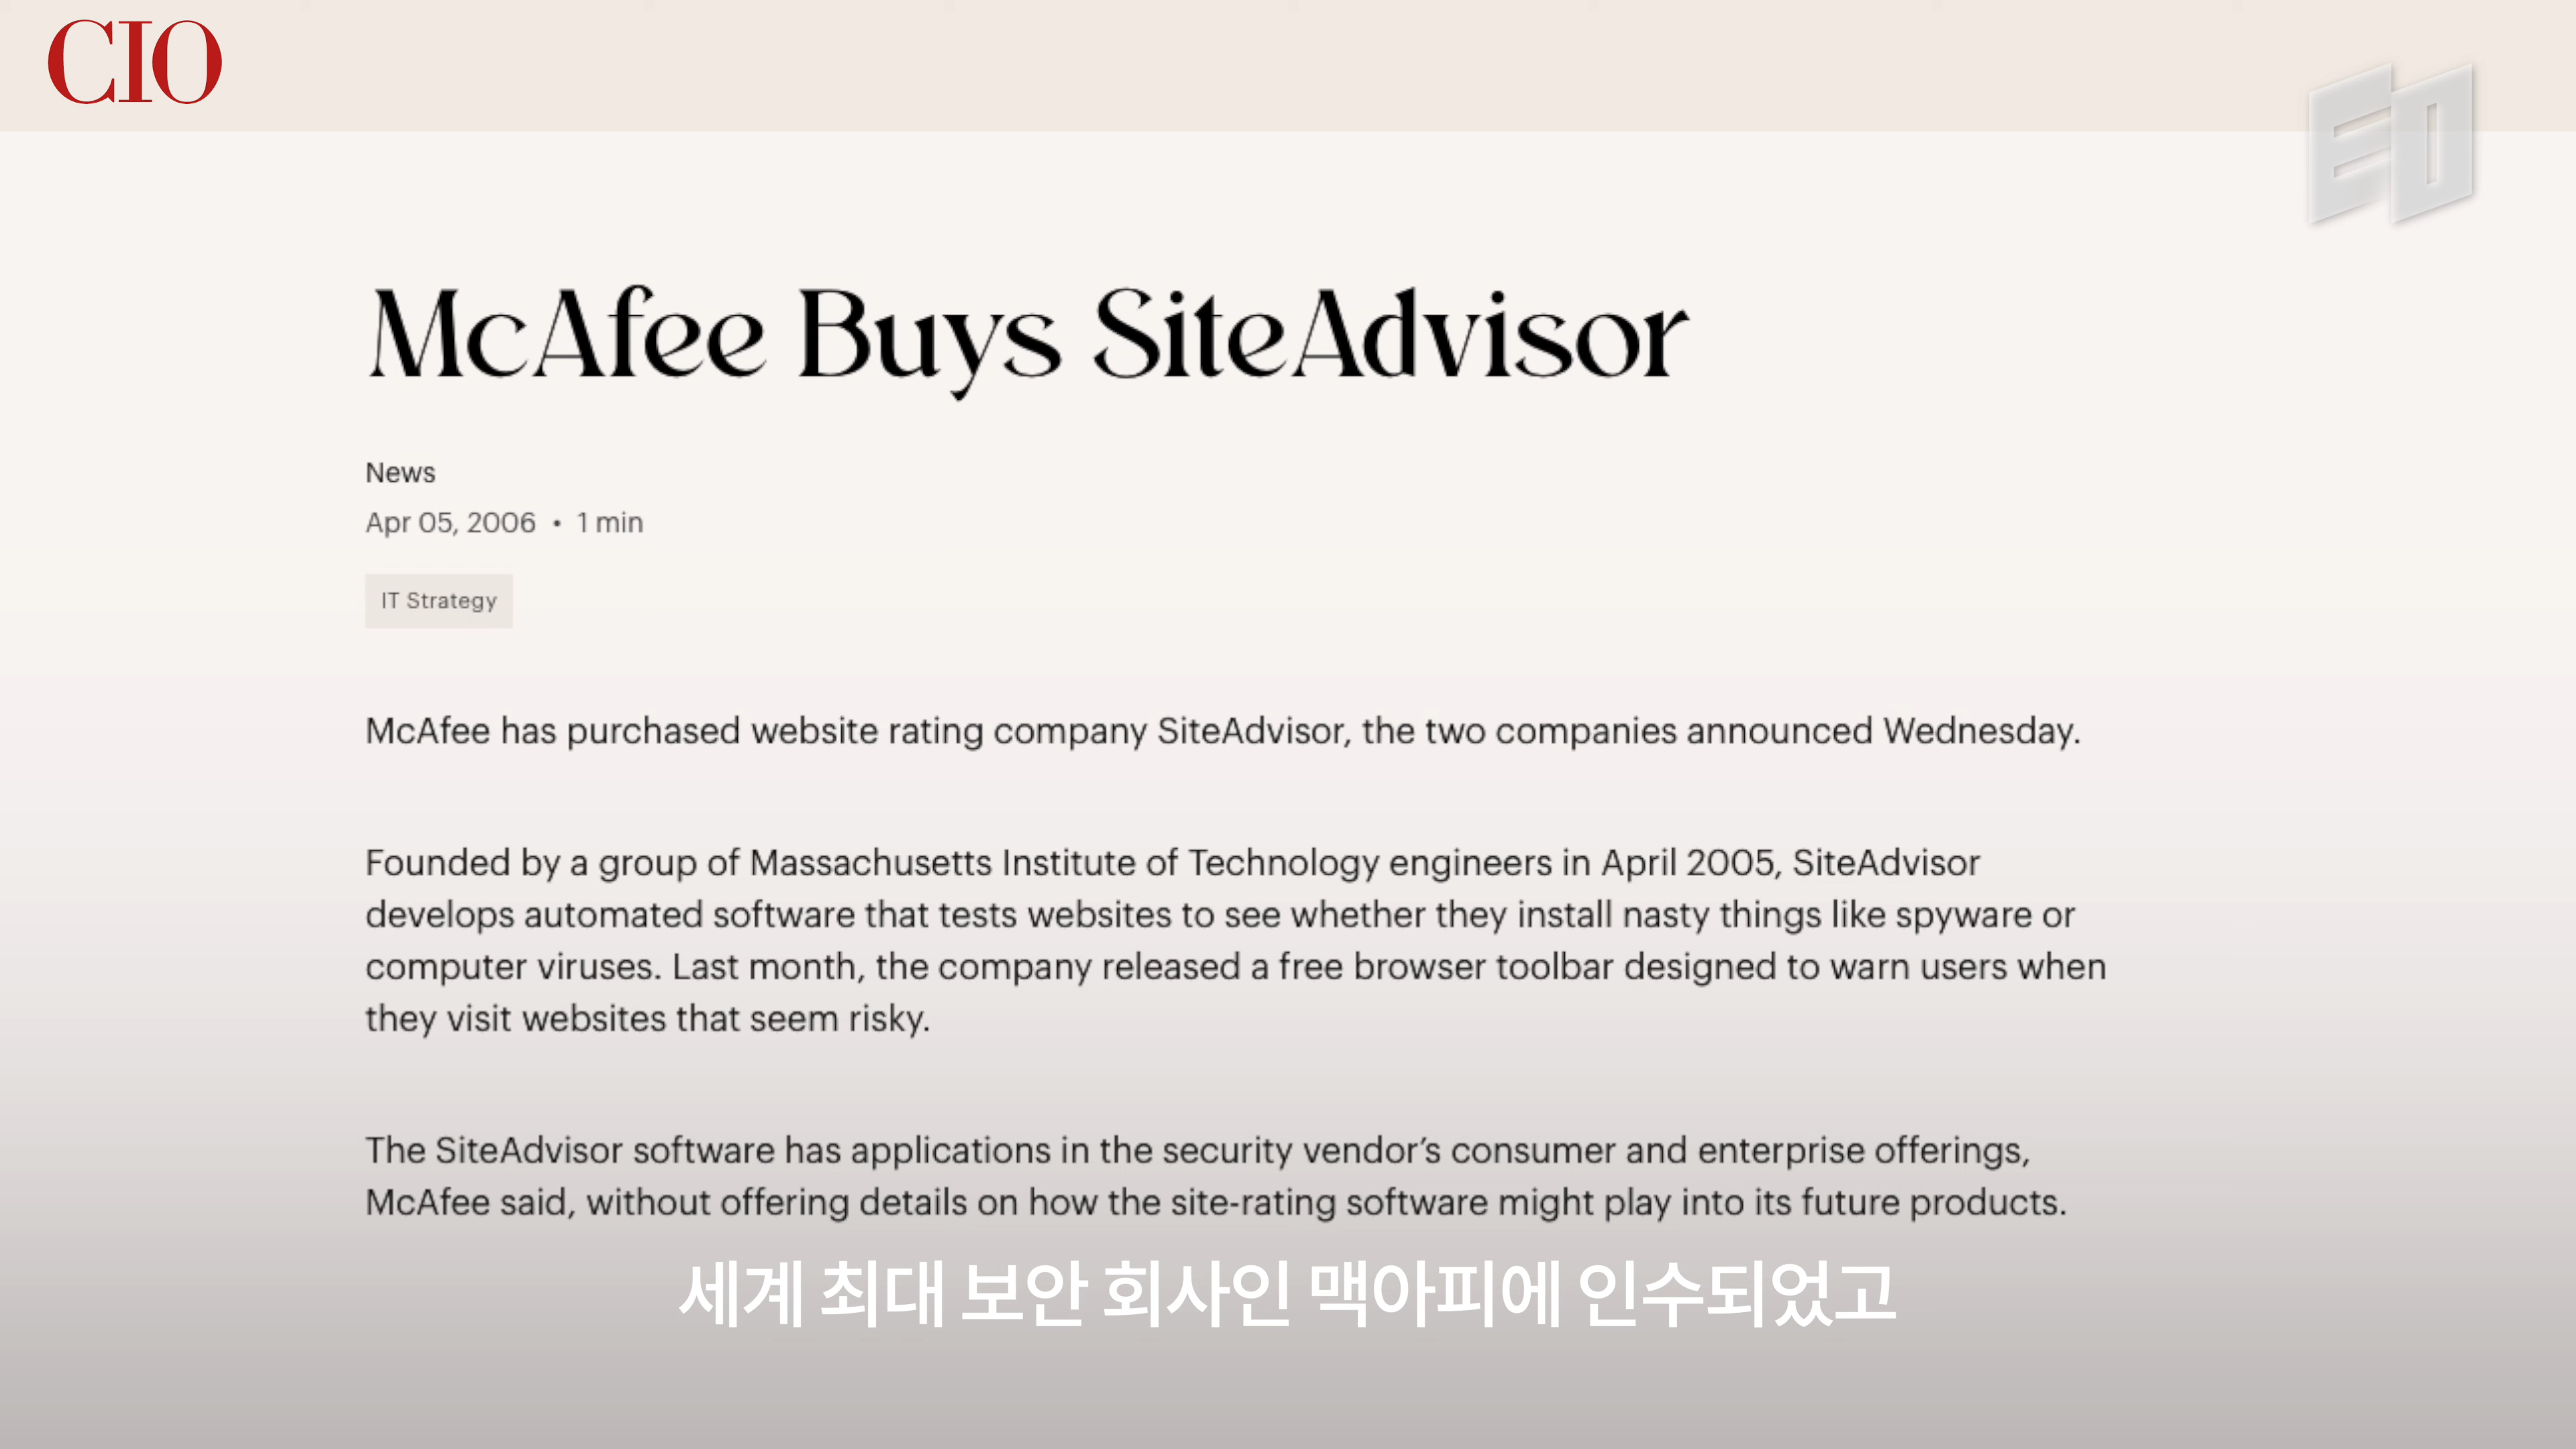 CIO
EO
McAfee Buys SiteAdvisor
News
Apr 05, 2006 • 1 min
IT Strategy
McAfee has purchased website rating company SiteAdvisor, the two companies announced Wednesday.
Founded by a group of Massachusetts Institute of Technology engineers in April 2005, SiteAdvisor
develops automated software that tests websites to see whether they install nasty things like spyware or
computer viruses. Last month, the company released a free browser toolbar designed to warn users when
they visit websites that seem risky.
The SiteAdvisor software has applications in the security vendor’s consumer and enterprise offerings,
McAfee said, without offering details on how the site-rating software might play into its future products.
세계 최대 보안 회사인 맥아피에 인수되었고